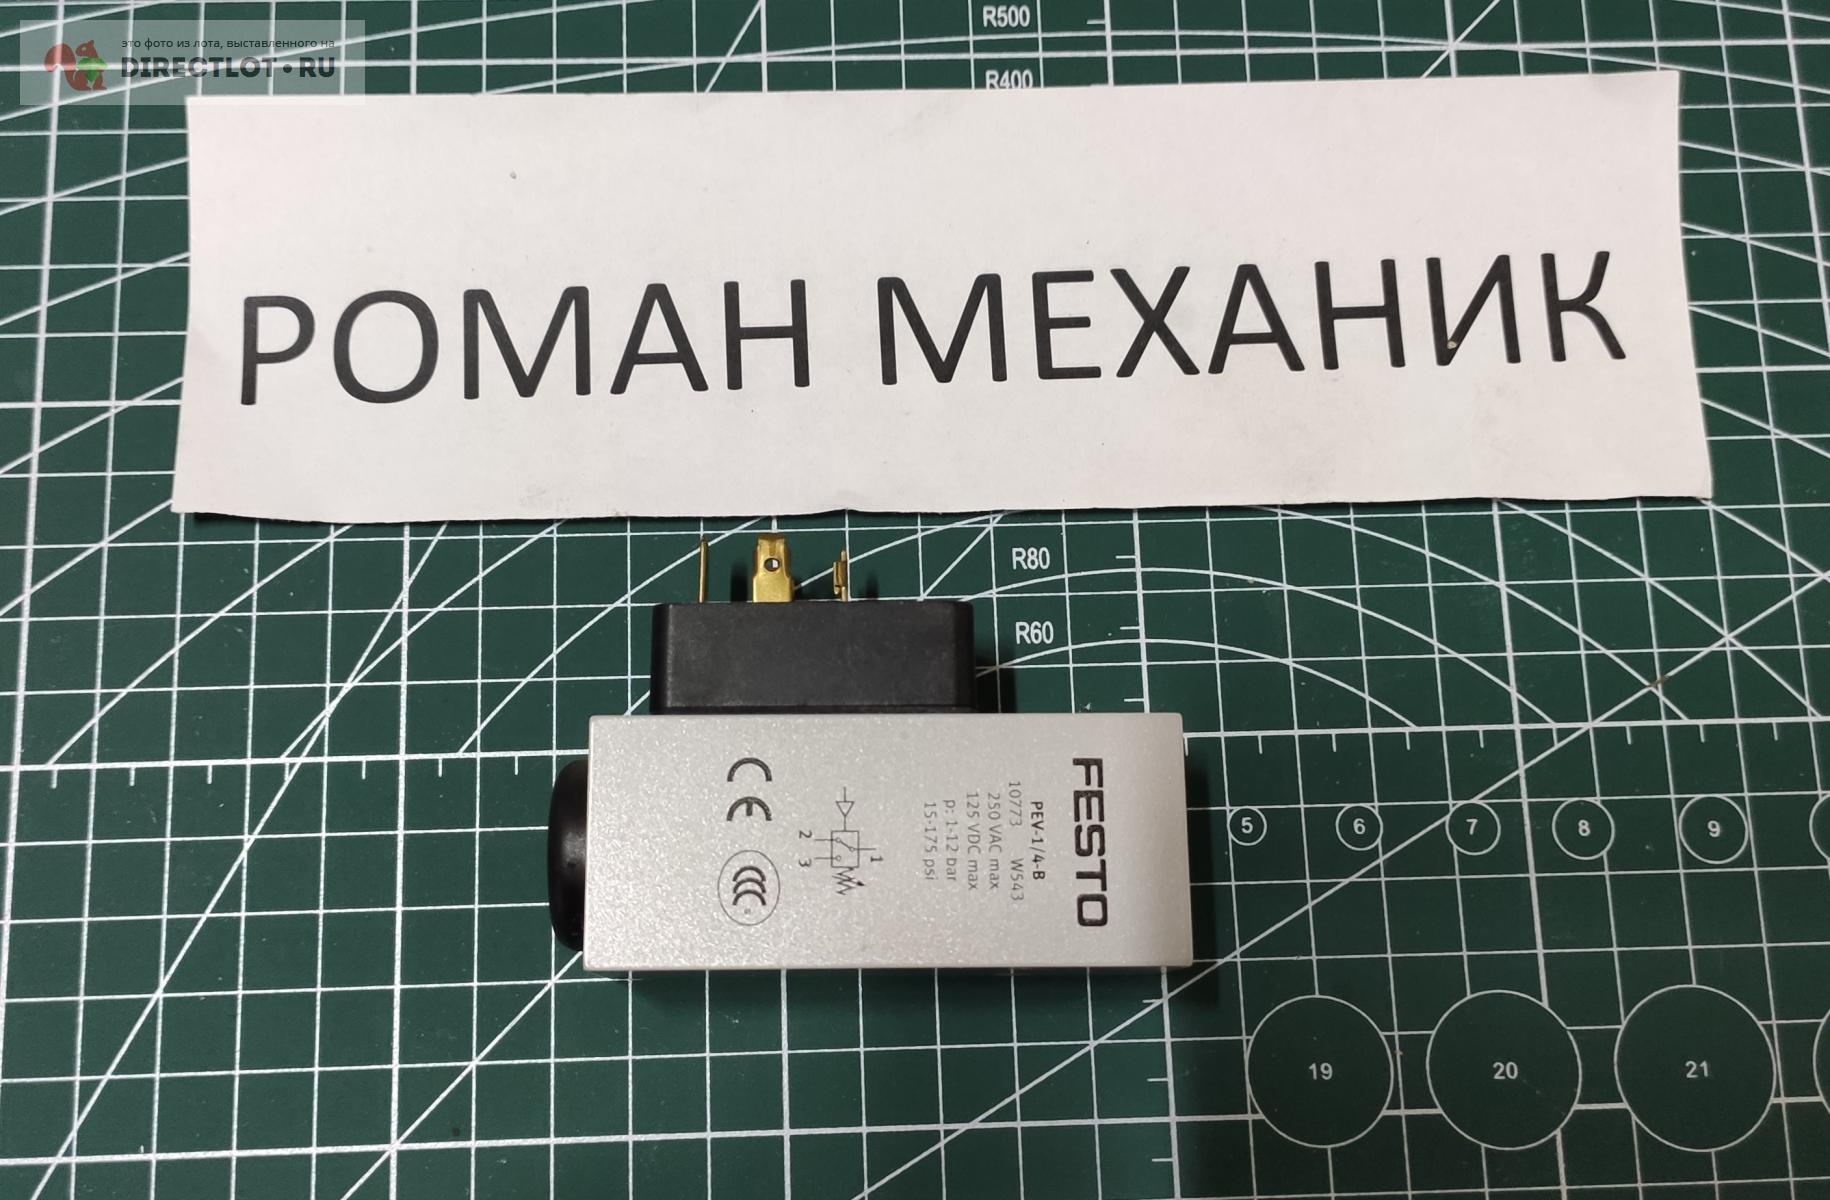 это фото из лота, выставленного на
DIRECTLOT•RU
R500
R400
РОМАН МЕХАНИК
R80
R60
FESTO
PEV-1/4-B
10773 W543
250 VAC max
125 VDC max
p: 1-12 bar
15-175 psi
1
2 3
CE
CCC
S
5 6 7 8 9
19 20 21